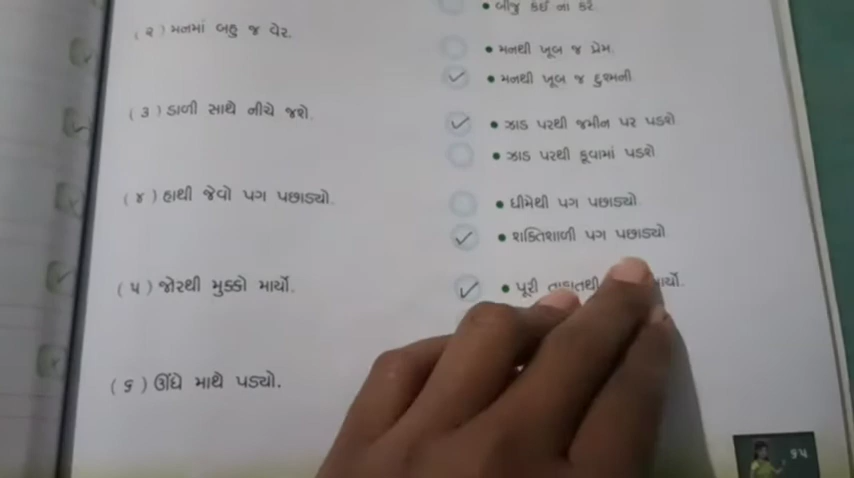 • બીજુ કંઈ ના કરે.
(૨) મનમાં બહુ જ વેર.
• મનથી ખૂબ જ પ્રેમ.
• મનથી ખૂબ જ દુશ્મની
(૩) ડાળી સાથે નીચે જશે.
• ઝાડ પરથી જમીન પર પડશે
• ઝાડ પરથી કૂવામાં પડશે
(૪) હાથી જેવો પગ પછાડ્યો.
• ધીમેથી પગ પછાડ્યો.
• શક્તિશાળી પગ પછાડ્યો
(૫) જોરથી મુક્કો માર્યો.
• પૂરી તાકાતથી
(૬) ઊંધે માથે પડ્યો.
૬૫